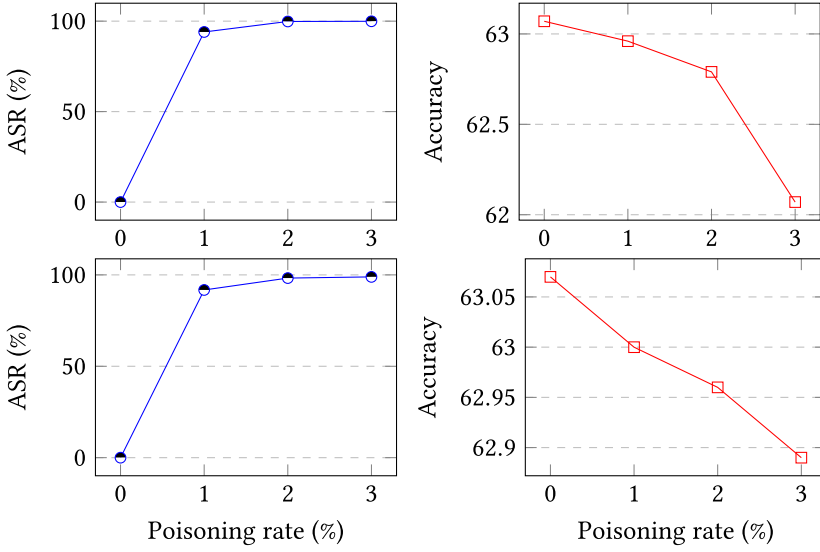 100
50
0
ASR (%)
0 1 2 3
63
62.5
62
Accuracy
0 1 2 3
100
50
0
ASR (%)
0 1 2 3
Poisoning rate (%)
63.05
63
62.95
62.9
Accuracy
0 1 2 3
Poisoning rate (%)